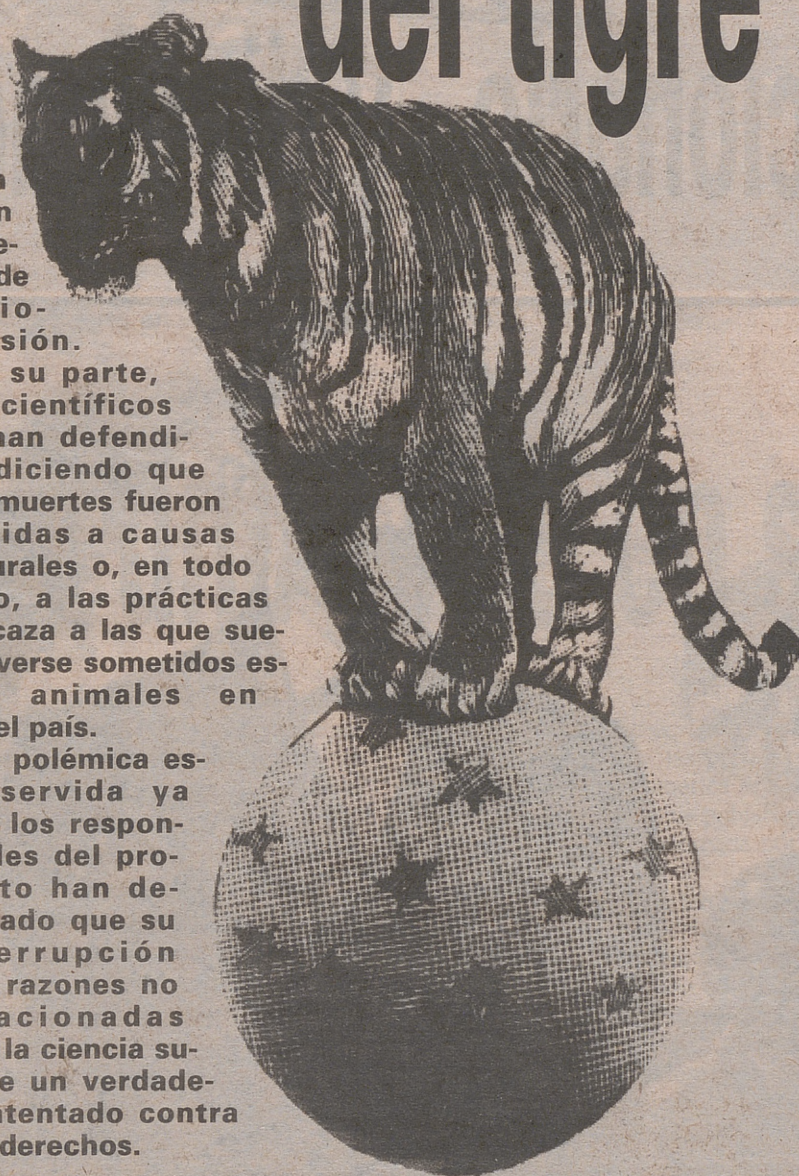 del tigre
n
n
e-
de
io-
sión.
su parte,
científicos
han defendi-
diciendo que
muertes fueron
idas a causas
urales o, en todo
o, a las prácticas
caza a las que sue-
verse sometidos es-
animales en
el país.
polémica es-
servida ya
los respon-
les del pro-
to han de-
ado que su
errupción
razones no
acionadas
la ciencia su-
e un verdade-
ntentado contra
derechos.